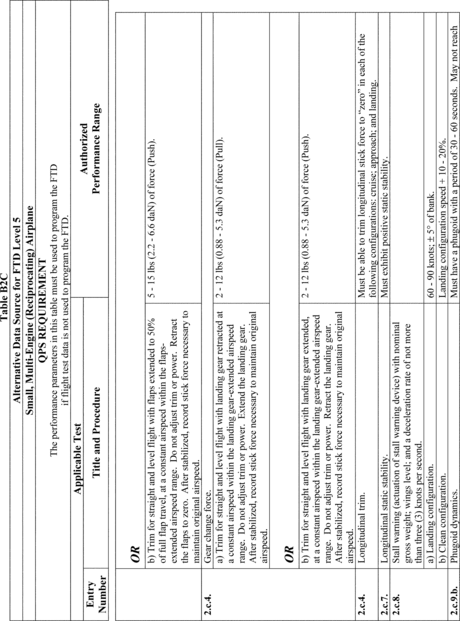 Table B2C
Alternative Data Source for FTD Level 5
Small, Multi-Engine (Reciprocating) Airplane
QPS REQUIREMENT
The performance parameters in this table must be used to program the FTD
if flight test data is not used to program the FTD.
Applicable Test
Authorized
Performance Range
Entry
Number
Title and Procedure
OR
b) Trim for straight and level flight with flaps extended to 50%
of full flap travel, at a constant airspeed within the flaps-
extended airspeed range. Do not adjust trim or power. Retract
the flaps to zero. After stabilized, record stick force necessary to
maintain original airspeed.
5 - 15 lbs (2.2 - 6.6 daN) of force (Push).
2.c.4.
Gear change force.
a) Trim for straight and level flight with landing gear retracted at
a constant airspeed within the landing gear-extended airspeed
range. Do not adjust trim or power. Extend the landing gear.
After stabilized, record stick force necessary to maintain original
airspeed.
2 - 12 lbs (0.88 - 5.3 daN) of force (Pull).
OR
b) Trim for straight and level flight with landing gear extended,
at a constant airspeed within the landing gear-extended airspeed
range. Do not adjust trim or power. Retract the landing gear.
After stabilized, record stick force necessary to maintain original
airspeed.
2 - 12 lbs (0.88 - 5.3 daN) of force (Push).
2.c.4.
Longitudinal trim.
Must be able to trim longitudinal stick force to "zero" in each of the
following configurations: cruise; approach; and landing.
2.c.7.
Longitudinal static stability.
Must exhibit positive static stability.
2.c.8.
Stall warning (actuation of stall warning device) with nominal
gross weight; wings level; and a deceleration rate of not more
than three (3) knots per second.
a) Landing configuration.
60 - 90 knots; ± 5° of bank.
b) Clean configuration.
Landing configuration speed + 10 - 20%.
2.c.9.b.
Phugoid dynamics.
Must have a phugoid with a period of 30 - 60 seconds. May not reach